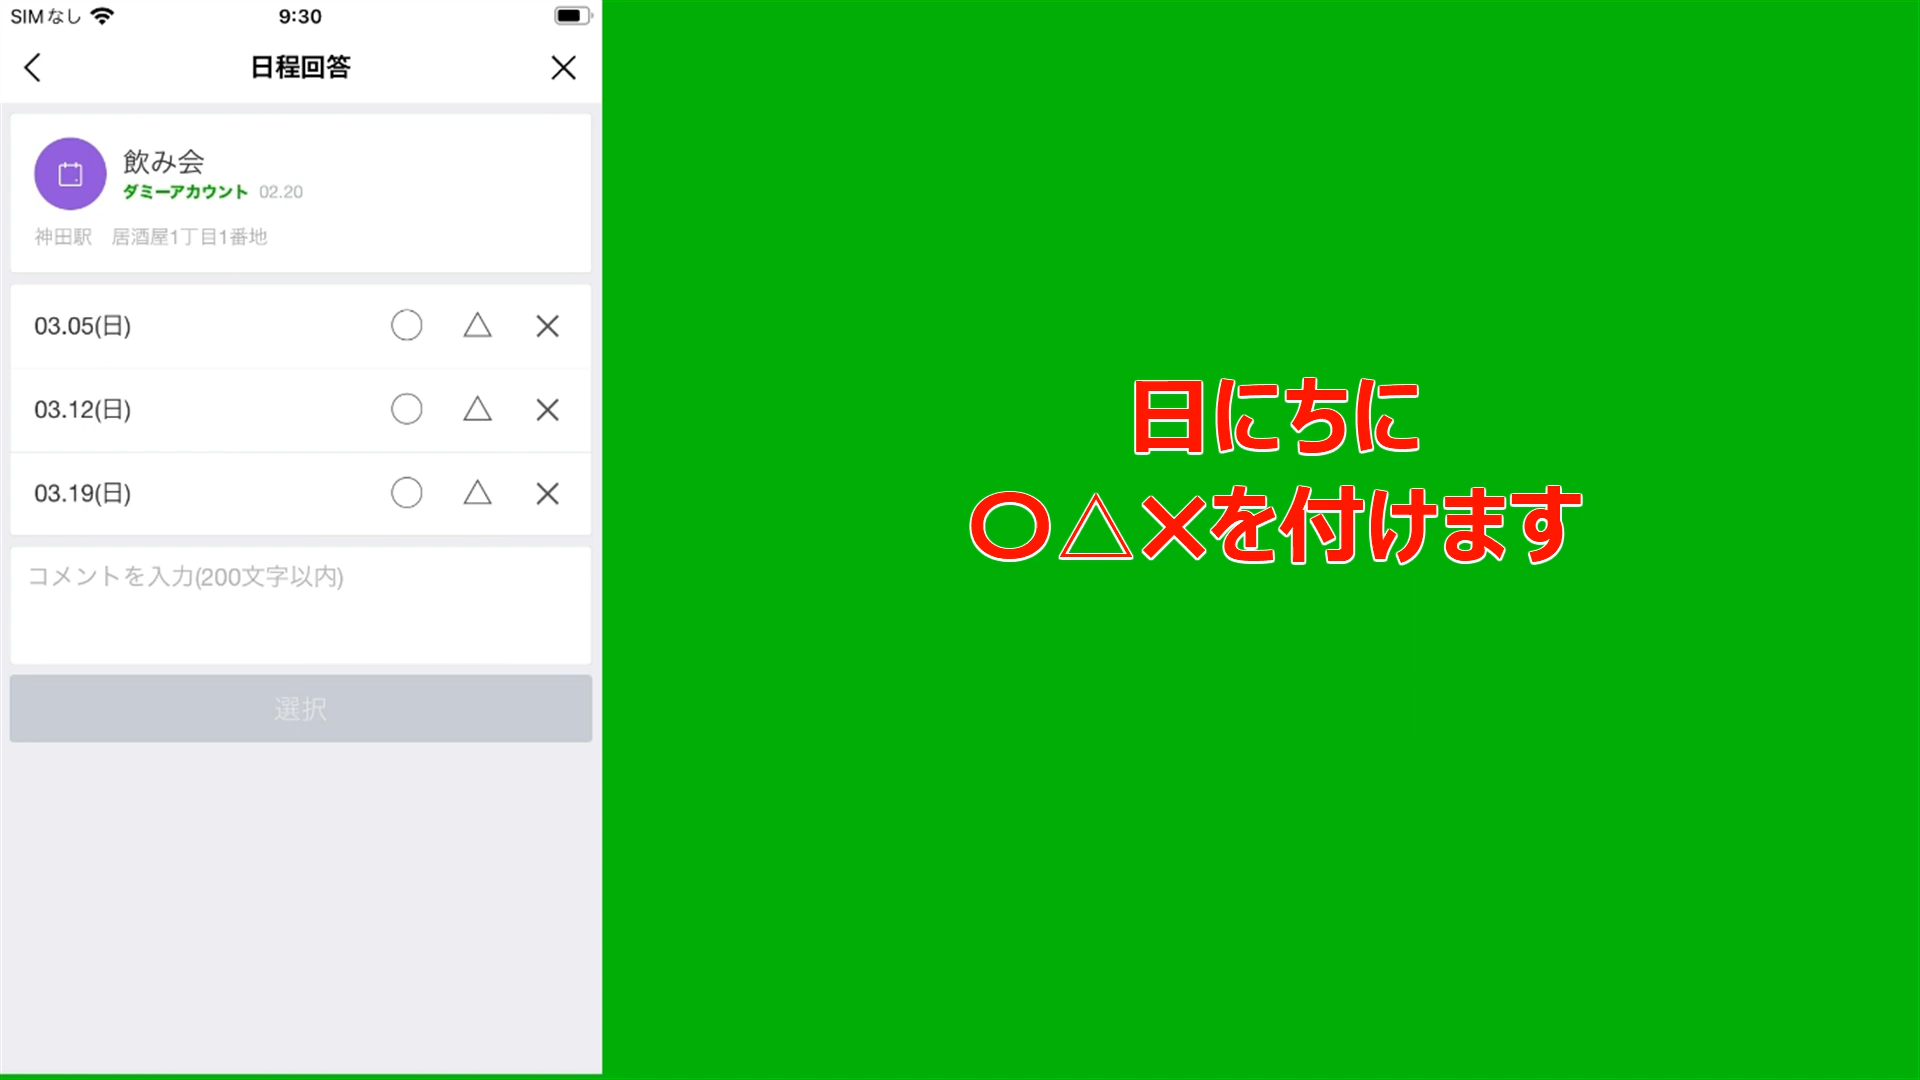 SIMなし 9:30
日程回答
飲み会
ダミーアカウント 02.20
神田駅　居酒屋1丁目1番地
03.05(日) ○ △ ×
03.12(日) ○ △ ×
03.19(日) ○ △ ×
コメントを入力(200文字以内)
選択
日にちに
○△×を付けます